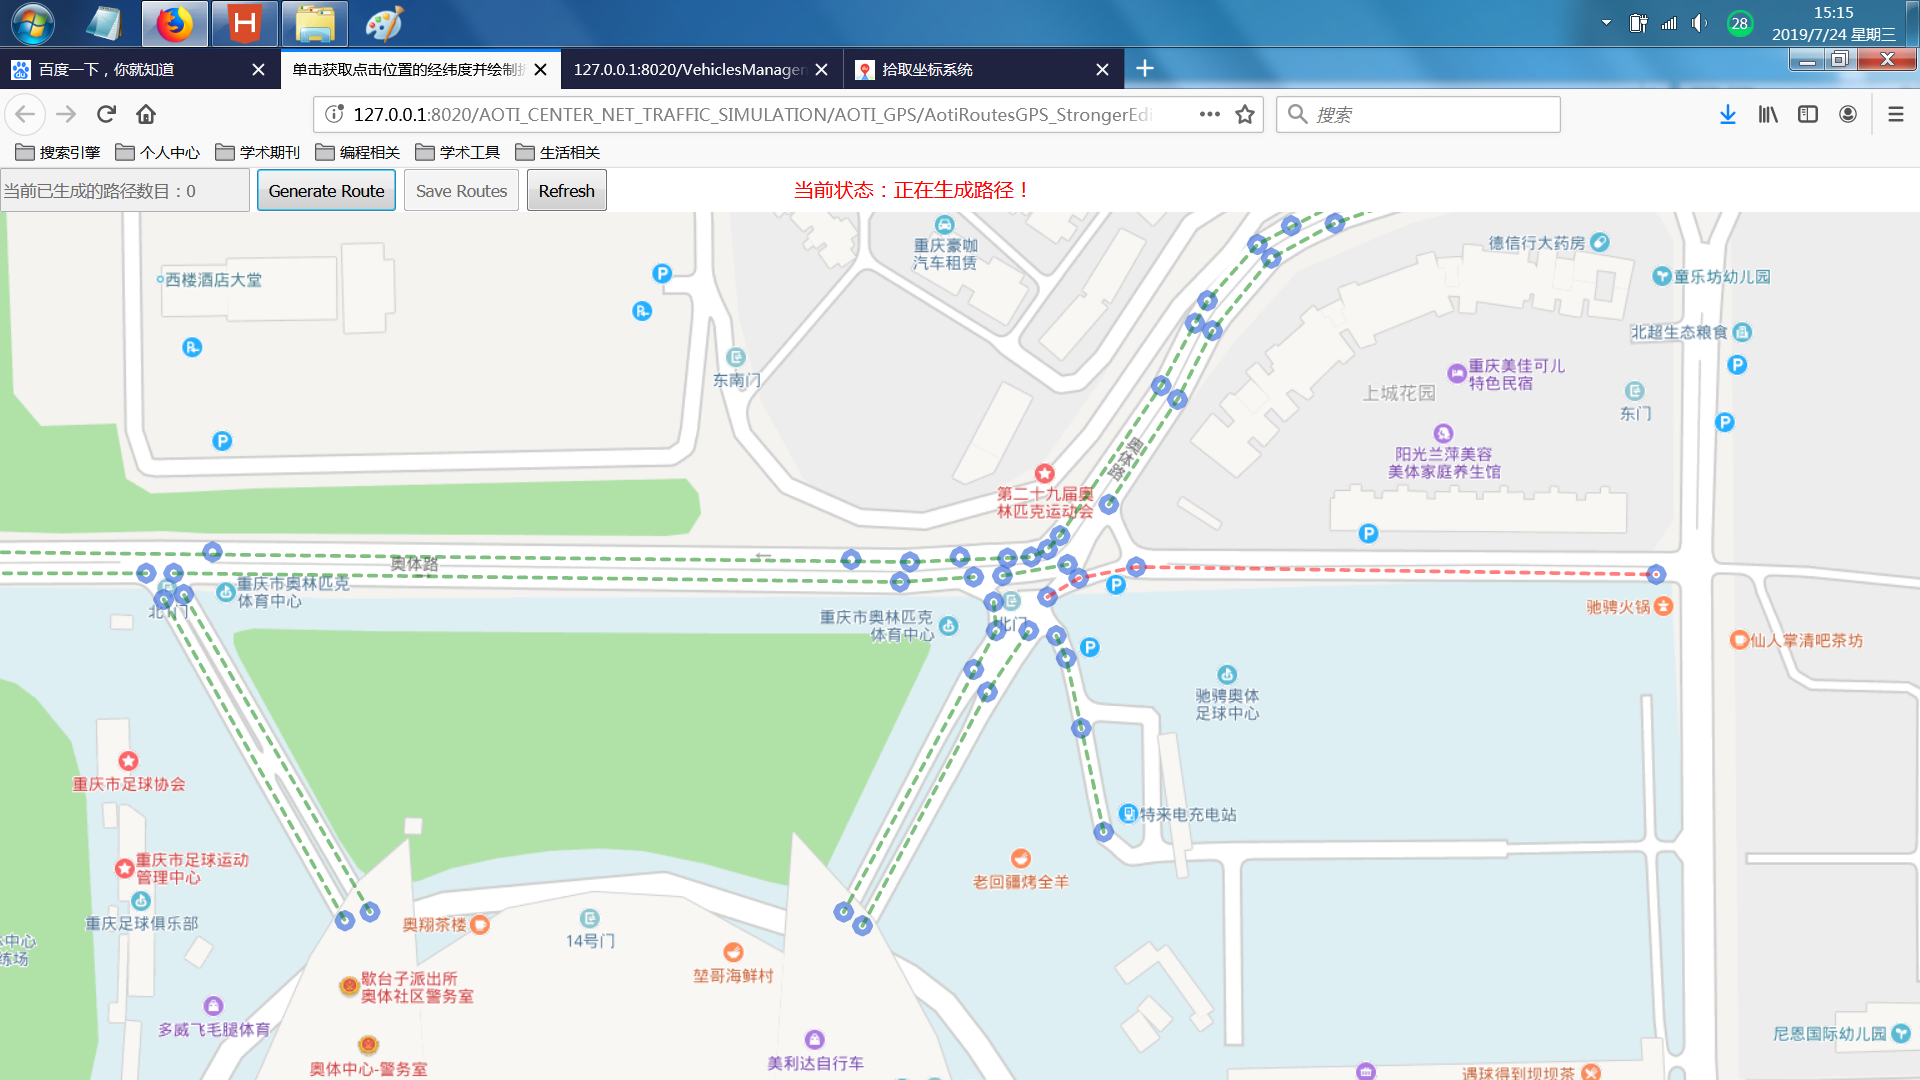 15:15
28
2019/7/24 星期三
百度一下，你就知道
单击获取点击位置的经纬度并绘制
127.0.0.1:8020/VehiclesManage
拾取坐标系统
127.0.0.1:8020/AOTI_CENTER_NET_TRAFFIC_SIMULATION/AOTI_GPS/AotiRoutesGPS_StrongerEdi
搜索
搜索引擎
个人中心
学术期刊
编程相关
学术工具
生活相关
当前已生成的路径数目：0
Generate Route
Save Routes
Refresh
当前状态：正在生成路径！
重庆豪咖
汽车租赁
德信行大药房
西楼酒店大堂
童乐坊幼儿园
北超生态粮食
东南门
重庆美佳可儿
特色民宿
上城花园
东门
奥体路
阳光兰萍美容
美体家庭养生馆
第二十九届奥
林匹克运动会
奥体路
重庆市奥林匹克
体育中心
北1门
重庆市奥林匹克
体育中心
北门
驰骋火锅
仙人掌清吧茶坊
驰骋奥体
足球中心
重庆市足球协会
特来电充电站
重庆市足球运动
管理中心
老回疆烤全羊
重庆足球俱乐部
奥翔茶楼
14号门
中心
练场
堃哥海鲜村
歇台子派出所
奥体社区警务室
多威飞毛腿体育
尼恩国际幼儿园
奥体中心-警务室
美利达自行车
遇球得到坝坝茶